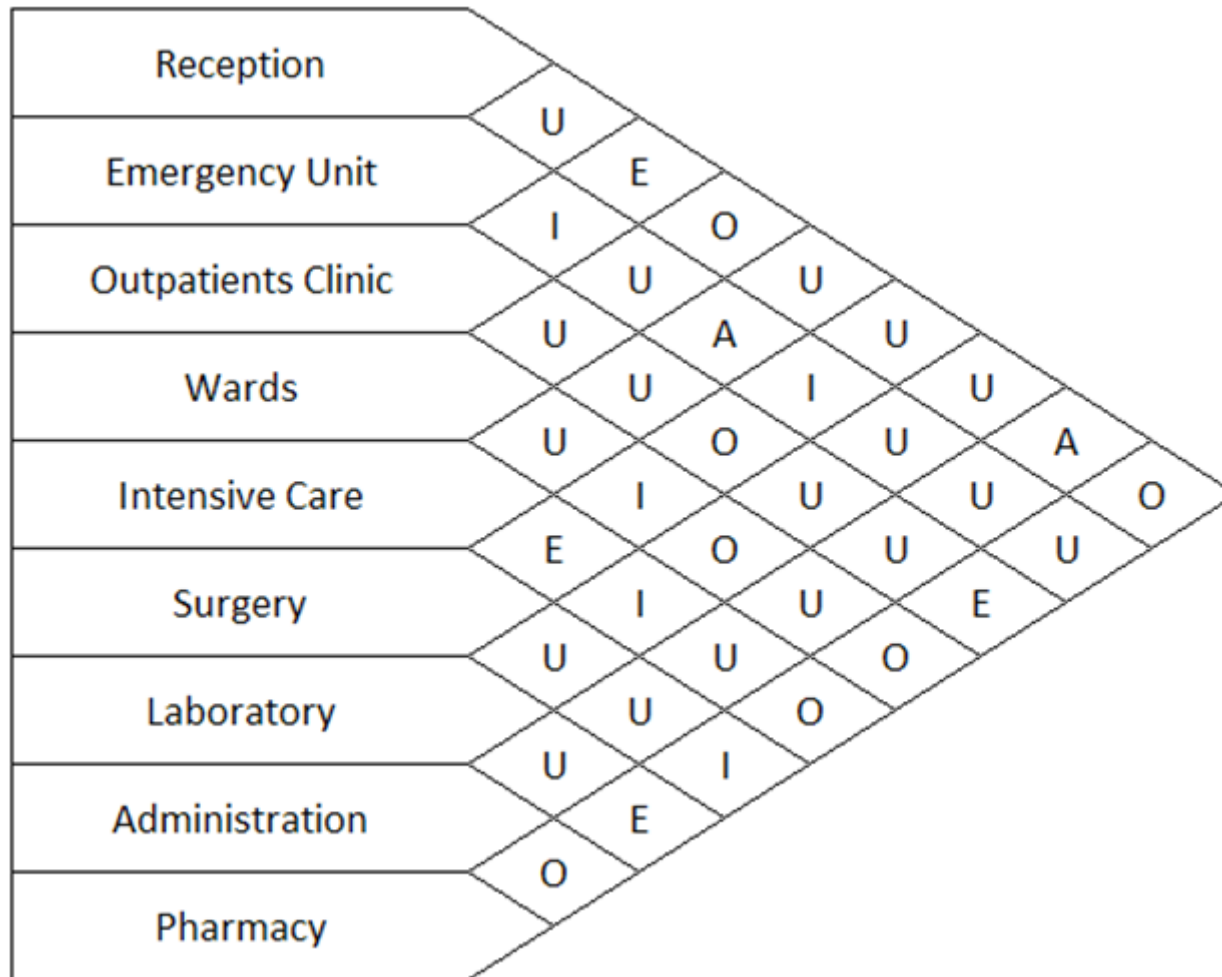 Reception
U
Emergency Unit E
I O
Outpatients Clinic U U
U A U
Wards U I U
U O U A
Intensive Care I U U O
E O U U
Surgery I U E
U U O
Laboratory U O
U I
Administration E
O
Pharmacy